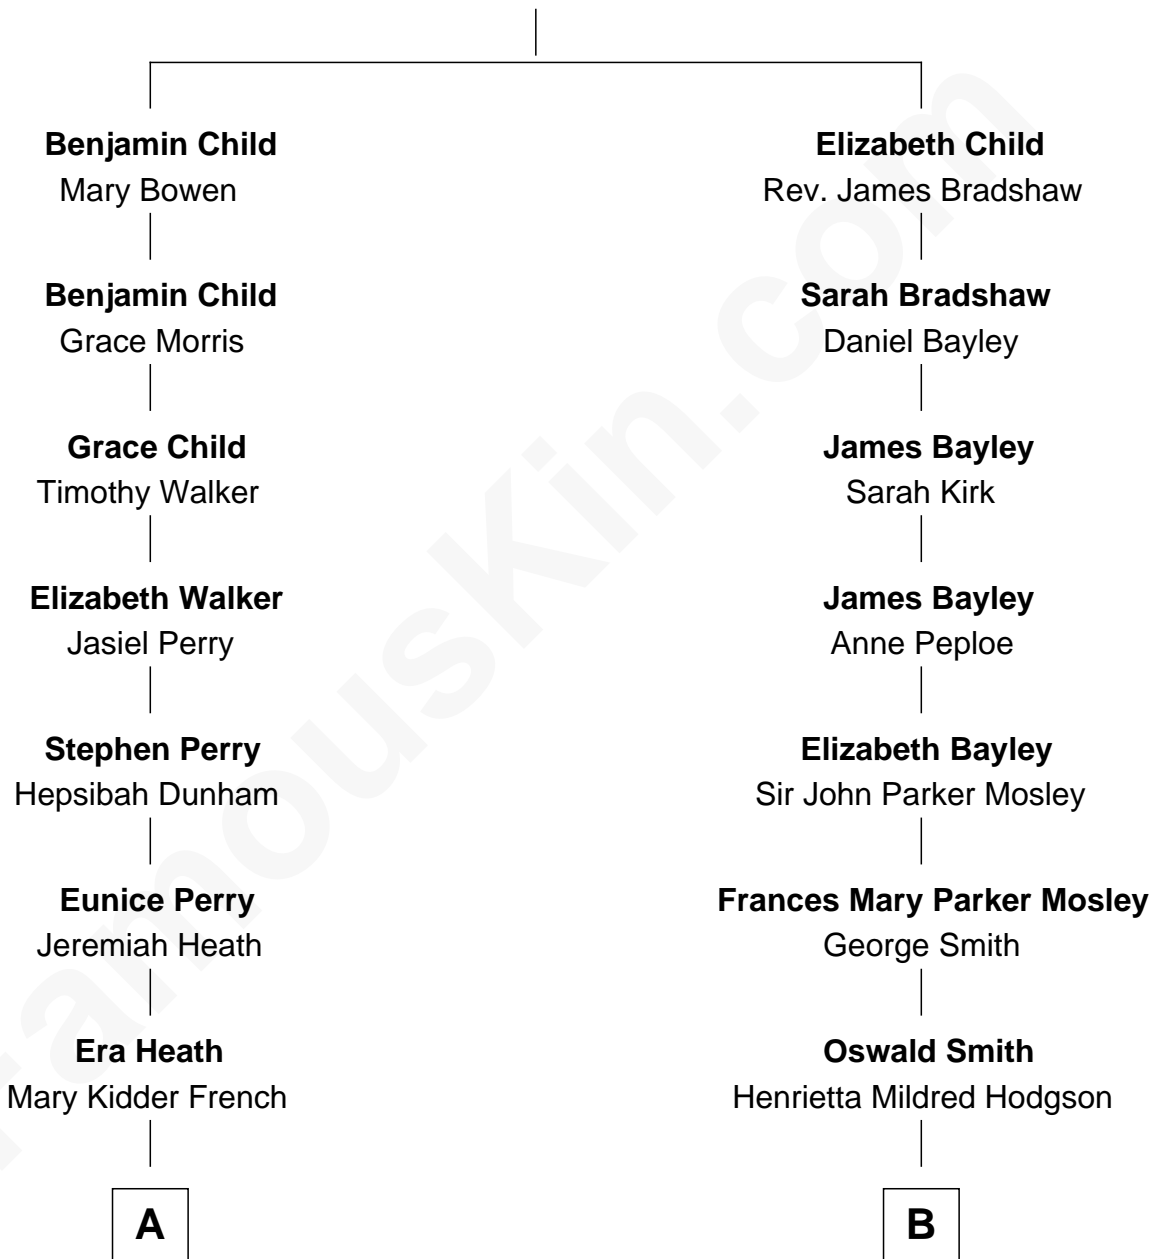 Benjamin Child
Mary Bowen
Benjamin Child
Grace Morris
Grace Child
Timothy Walker
Elizabeth Walker
Jasiel Perry
Stephen Perry
Hepsibah Dunham
Eunice Perry
Jeremiah Heath
Era Heath
Mary Kidder French
A
Elizabeth Child
Rev. James Bradshaw
Sarah Bradshaw
Daniel Bayley
James Bayley
Sarah Kirk
James Bayley
Anne Peploe
Elizabeth Bayley
Sir John Parker Mosley
Frances Mary Parker Mosley
George Smith
Oswald Smith
Henrietta Mildred Hodgson
B
FamousKin.com